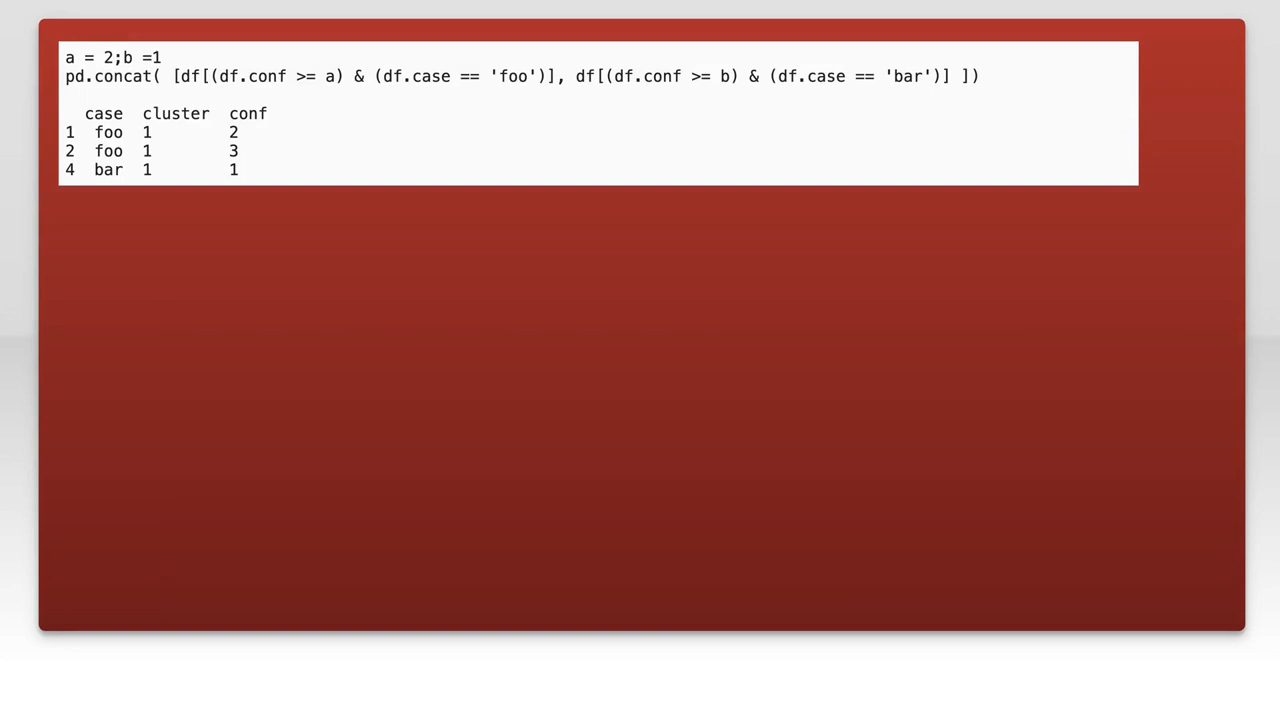 a = 2;b =1
pd.concat( [df[(df.conf >= a) & (df.case == 'foo')], df[(df.conf >= b) & (df.case == 'bar')] ])
case cluster conf
1 foo 1 2
2 foo 1 3
4 bar 1 1